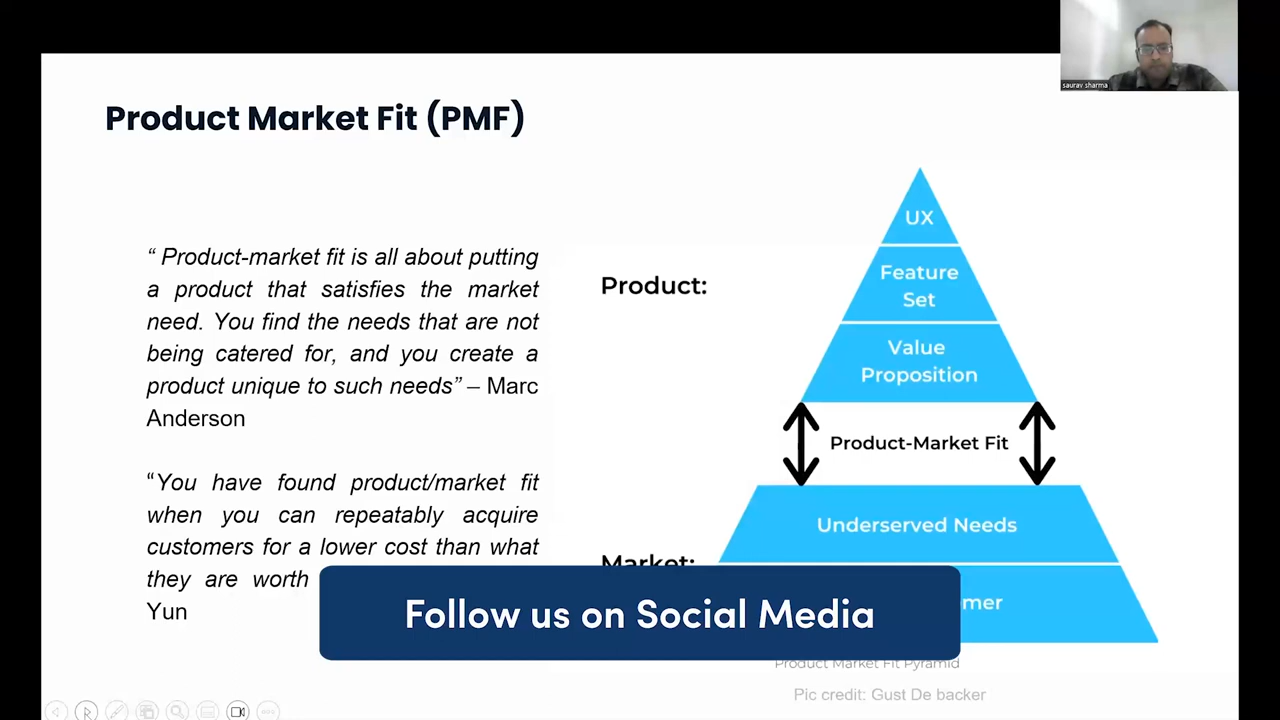 saurav sharma
Product Market Fit (PMF)
“ Product-market fit is all about putting
a product that satisfies the market
need. You find the needs that are not
being catered for, and you create a
product unique to such needs” – Marc
Anderson
“You have found product/market fit
when you can repeatably acquire
customers for a lower cost than what
they are worth
Yun
Product:
UX
Feature
Set
Value
Proposition
Product-Market Fit
Underserved Needs
Market:
mer
Follow us on Social Media
Product Market Fit Pyramid
Pic credit: Gust De backer